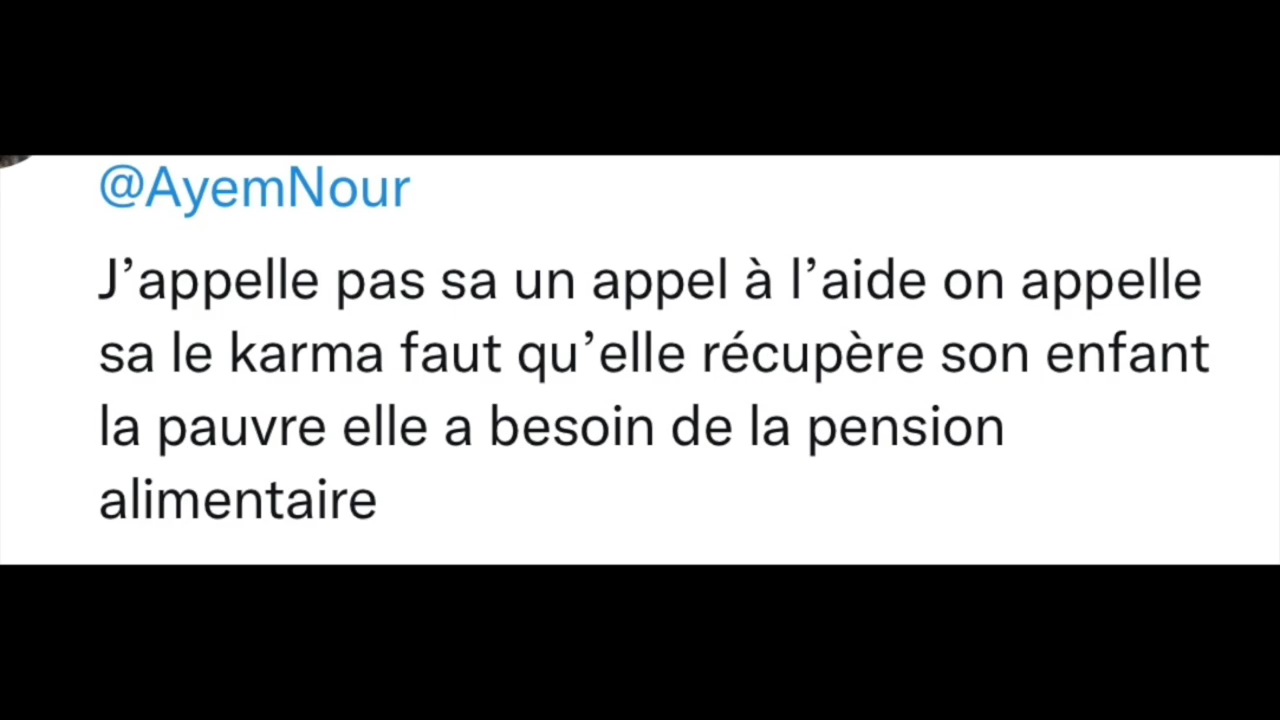 @AyemNour
J’appelle pas sa un appel à l’aide on appelle
sa le karma faut qu’elle récupère son enfant
la pauvre elle a besoin de la pension
alimentaire